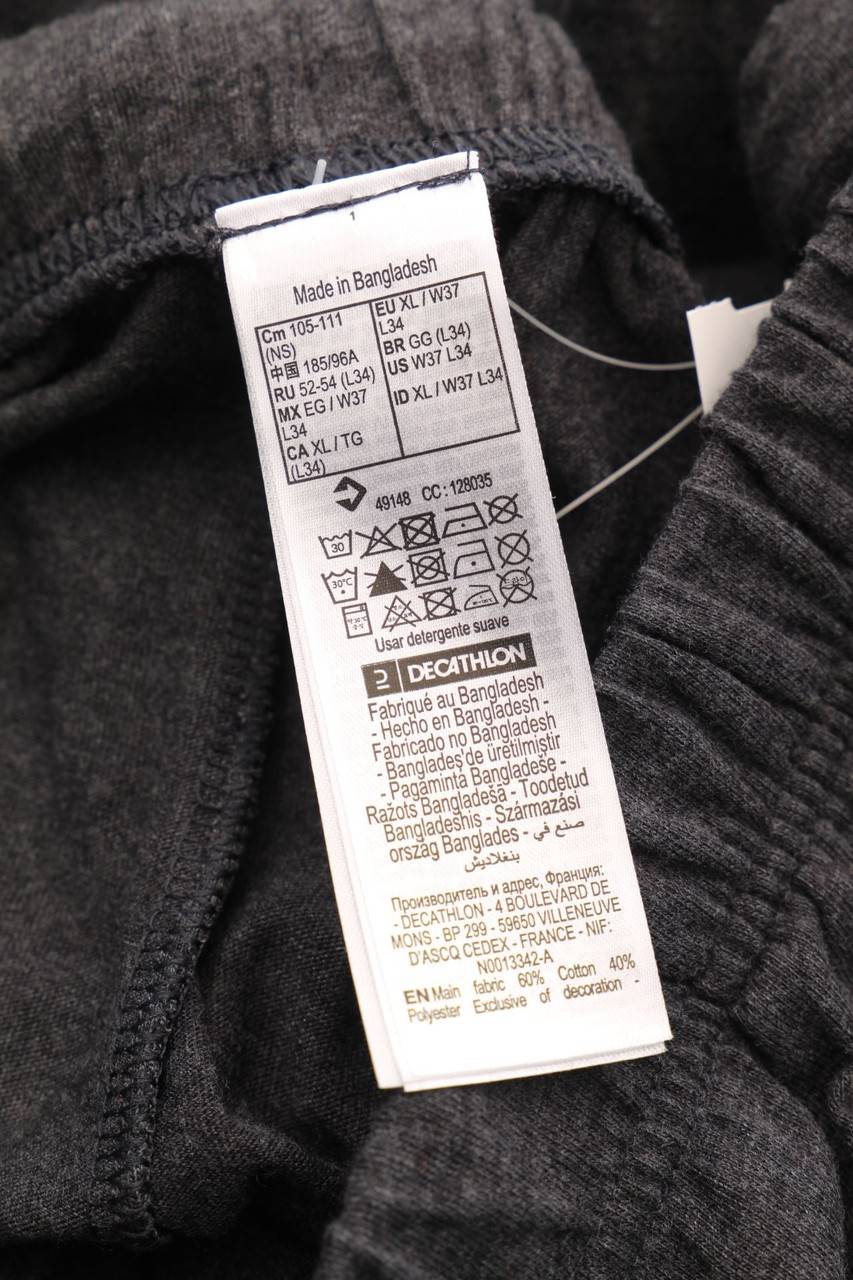 1
Made in Bangladesh
Cm 105-111
(NS)
中国 185/96A
RU 52-54 (L34)
MX EG / W37
L34
CA XL / TG
(L34)
EU XL / W37
L34
BR GG (L34)
US W37 L34
ID XL / W37 L34
49148 CC : 128035
30
30°C
Usar detergente suave
DECATHLON
Fabriqué au Bangladesh
- Hecho en Bangladesh -
Fabricado no Bangladesh
- Bangladeş'de üretilmiştir
- Pagaminta Bangladeše -
Ražots Bangladešā - Toodetud
Bangladeshis - Származási
ország Banglades - صنع في
بنغلاديش
Производитель и адрес, Франция:
- DECATHLON - 4 BOULEVARD DE
MONS - BP 299 - 59650 VILLENEUVE
D'ASCQ CEDEX - FRANCE - NIF:
N0013342-A
EN Main fabric 60% Cotton 40%
Polyester Exclusive of decoration -